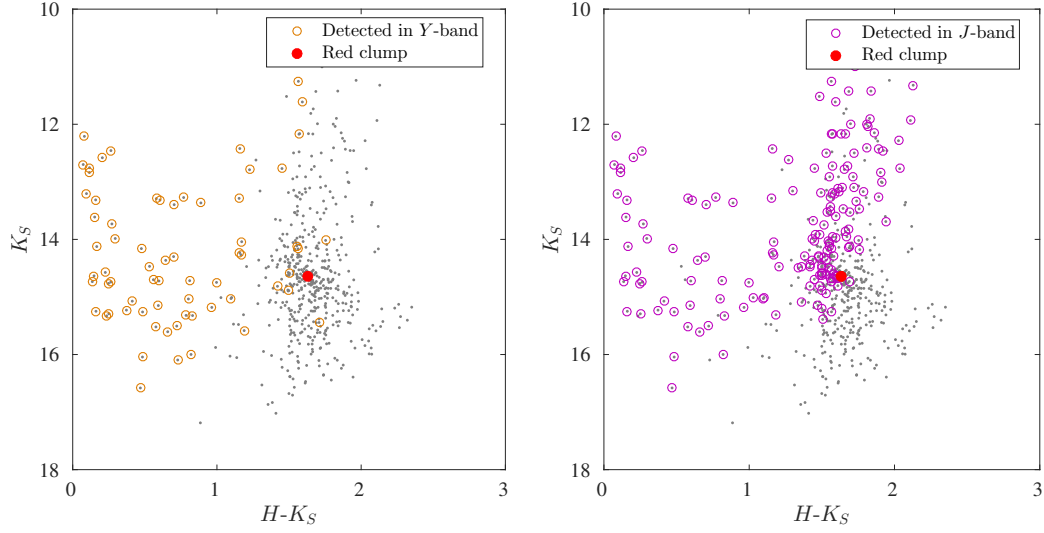 Detected in Y-band
Red clump
10
12
14
16
18
0
1
2
3
K_S
H-K_S
Detected in J-band
Red clump
10
12
14
16
18
0
1
2
3
K_S
H-K_S